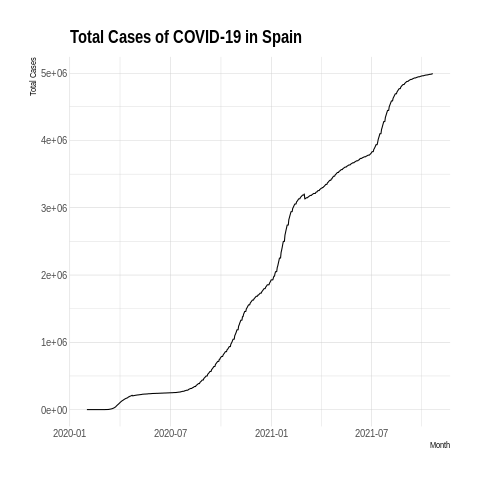 Total Cases of COVID-19 in Spain
Total Cases
5e+06
4e+06
3e+06
2e+06
1e+06
0e+00
2020-01 2020-07 2021-01 2021-07
Month